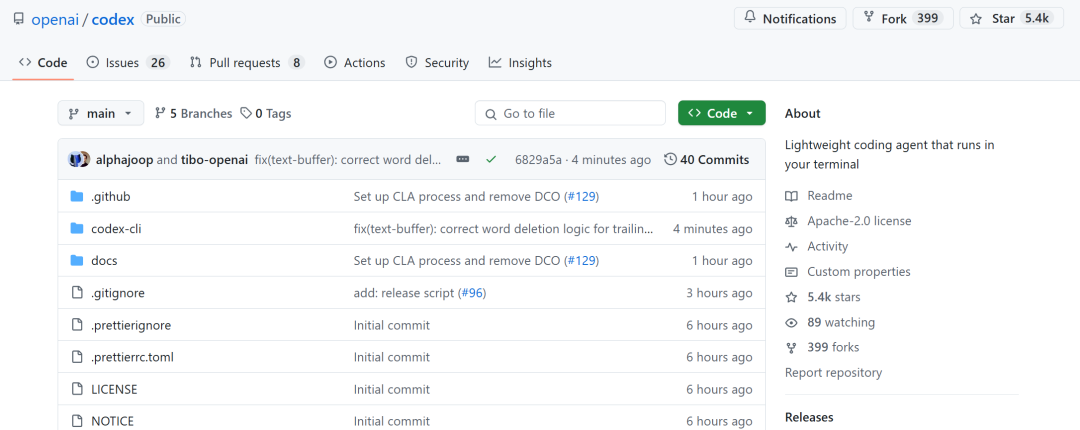 openai / codex Public Notifications Fork 399 Star 5.4k
Code Issues 26 Pull requests 8 Actions Security Insights
main 5 Branches 0 Tags Go to file Code
alphajoop and tibo-openai fix(text-buffer): correct word del... 6829a5a · 4 minutes ago 40 Commits
.github Set up CLA process and remove DCO (#129) 1 hour ago
codex-cli fix(text-buffer): correct word deletion logic for trailin... 4 minutes ago
docs Set up CLA process and remove DCO (#129) 1 hour ago
.gitignore add: release script (#96) 3 hours ago
.prettierignore Initial commit 6 hours ago
.prettierrc.toml Initial commit 6 hours ago
LICENSE Initial commit 6 hours ago
NOTICE Initial commit 6 hours ago
About
Lightweight coding agent that runs in
your terminal
Readme
Apache-2.0 license
Activity
Custom properties
5.4k stars
89 watching
399 forks
Report repository
Releases